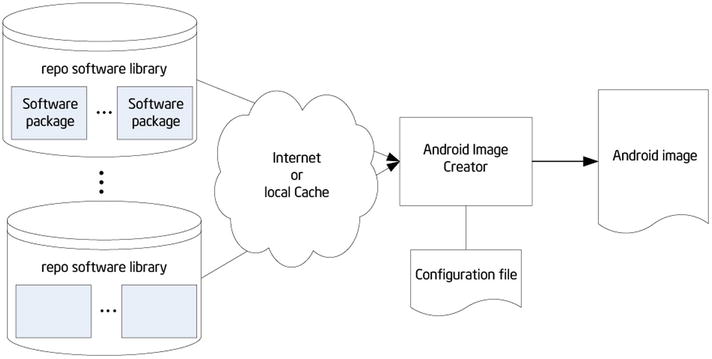 repo software library
Software
package
...
Software
package
repo software library
...
Internet
or
local Cache
Android Image
Creator
Configuration file
Android image